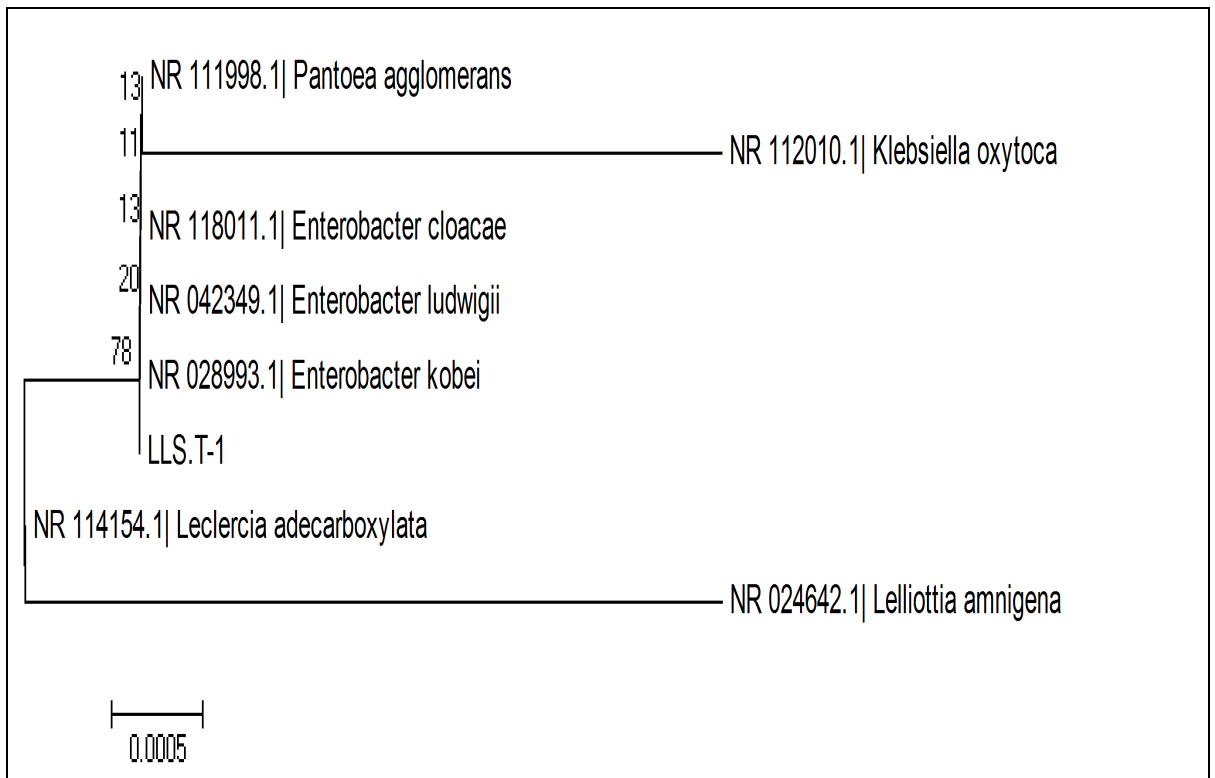 13
NR 111998.1| Pantoea agglomerans
11
NR 112010.1| Klebsiella oxytoca
13
NR 118011.1| Enterobacter cloacae
20
NR 042349.1| Enterobacter ludwigii
78
NR 028993.1| Enterobacter kobei
LLS.T-1
NR 114154.1| Leclercia adecarboxylata
NR 024642.1| Lelliottia amnigena
0.0005